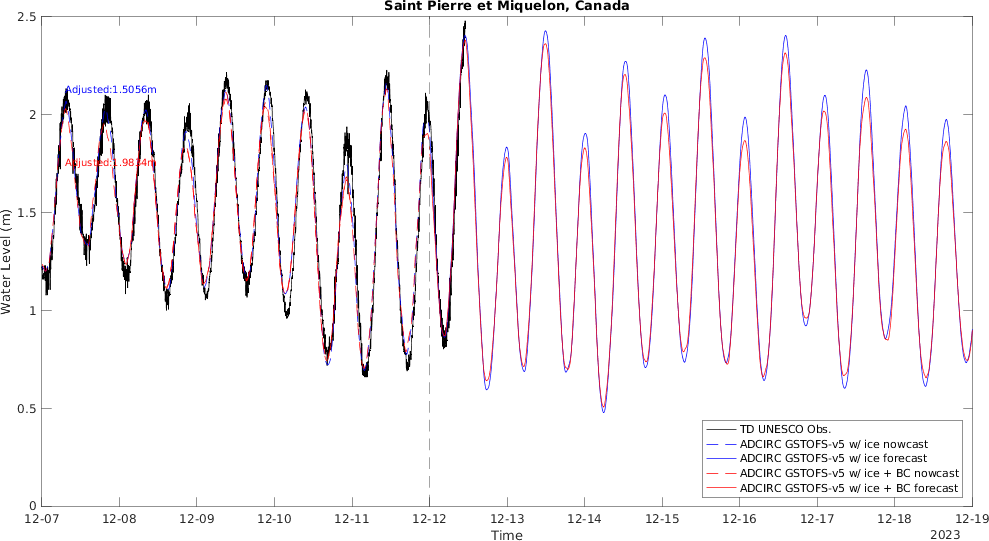 Saint Pierre et Miquelon, Canada
2.5
2
1.5
1
0.5
0
Water Level (m)
Adjusted:1.5056m
Adjusted:1.9814m
TD UNESCO Obs.
ADCIRC GSTOFS-v5 w/ ice nowcast
ADCIRC GSTOFS-v5 w/ ice forecast
ADCIRC GSTOFS-v5 w/ ice + BC nowcast
ADCIRC GSTOFS-v5 w/ ice + BC forecast
12-07 12-08 12-09 12-10 12-11 12-12 12-13 12-14 12-15 12-16 12-17 12-18 12-19
Time
2023